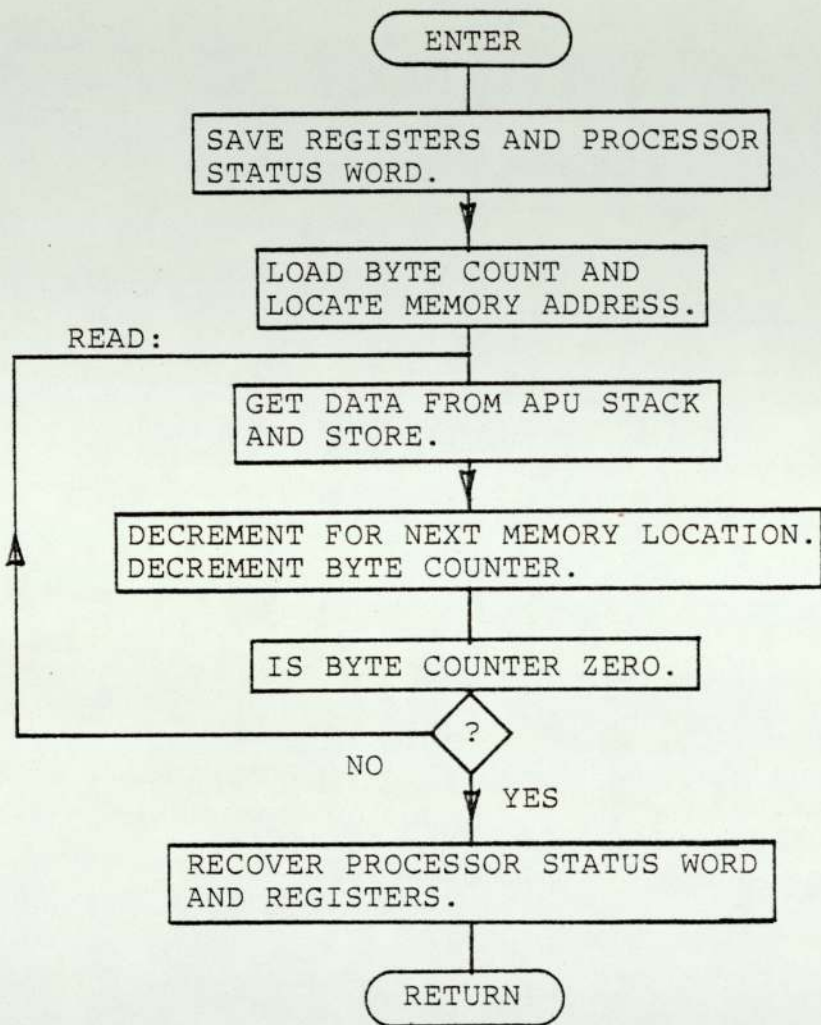 ENTER
SAVE REGISTERS AND PROCESSOR
STATUS WORD.
LOAD BYTE COUNT AND
LOCATE MEMORY ADDRESS.
READ:
GET DATA FROM APU STACK
AND STORE.
DECREMENT FOR NEXT MEMORY LOCATION.
DECREMENT BYTE COUNTER.
IS BYTE COUNTER ZERO.
?
NO
YES
RECOVER PROCESSOR STATUS WORD
AND REGISTERS.
RETURN